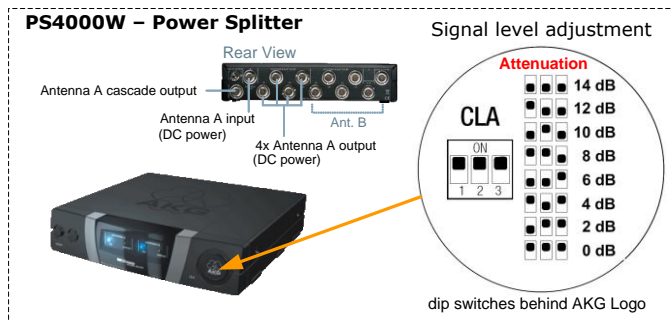 PS4000W – Power Splitter
Rear View
Antenna A cascade output
Antenna A input
(DC power)
4x Antenna A output
(DC power)
Ant. B
AKG
Signal level adjustment
Attenuation
14 dB
12 dB
10 dB
8 dB
6 dB
4 dB
2 dB
0 dB
CLA
ON
1 2 3
dip switches behind AKG Logo